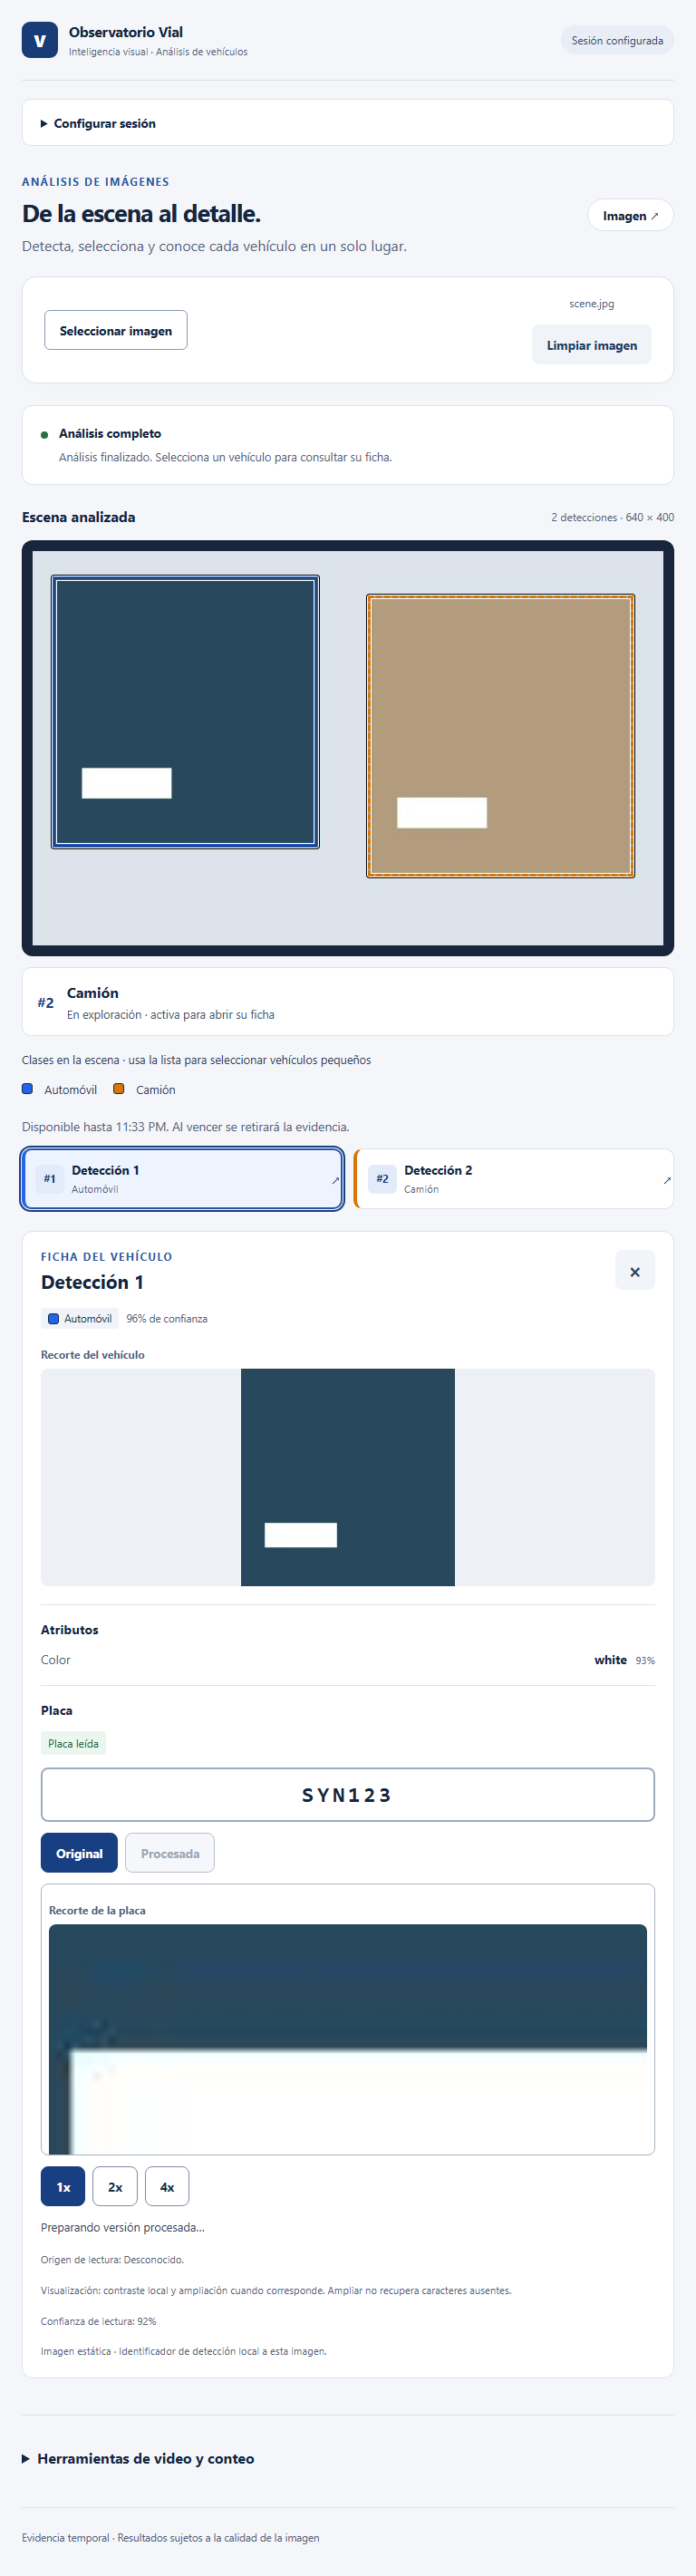 V
Observatorio Vial
Inteligencia visual · Análisis de vehículos
Sesión configurada
▶ Configurar sesión
ANÁLISIS DE IMÁGENES
De la escena al detalle.
Imagen ↗
Detecta, selecciona y conoce cada vehículo en un solo lugar.
Seleccionar imagen
scene.jpg
Limpiar imagen
Análisis completo
Análisis finalizado. Selecciona un vehículo para consultar su ficha.
Escena analizada
2 detecciones · 640 × 400
#2
Camión
En exploración · activa para abrir su ficha
Clases en la escena · usa la lista para seleccionar vehículos pequeños
Automóvil
Camión
Disponible hasta 11:33 PM. Al vencer se retirará la evidencia.
#1
Detección 1
Automóvil
↗
#2
Detección 2
Camión
↗
FICHA DEL VEHÍCULO
Detección 1
×
Automóvil
96% de confianza
Recorte del vehículo
Atributos
Color
white 93%
Placa
Placa leída
SYN123
Original
Procesada
Recorte de la placa
1x
2x
4x
Preparando versión procesada...
Origen de lectura: Desconocido.
Visualización: contraste local y ampliación cuando corresponde. Ampliar no recupera caracteres ausentes.
Confianza de lectura: 92%
Imagen estática · Identificador de detección local a esta imagen.
▶ Herramientas de video y conteo
Evidencia temporal · Resultados sujetos a la calidad de la imagen